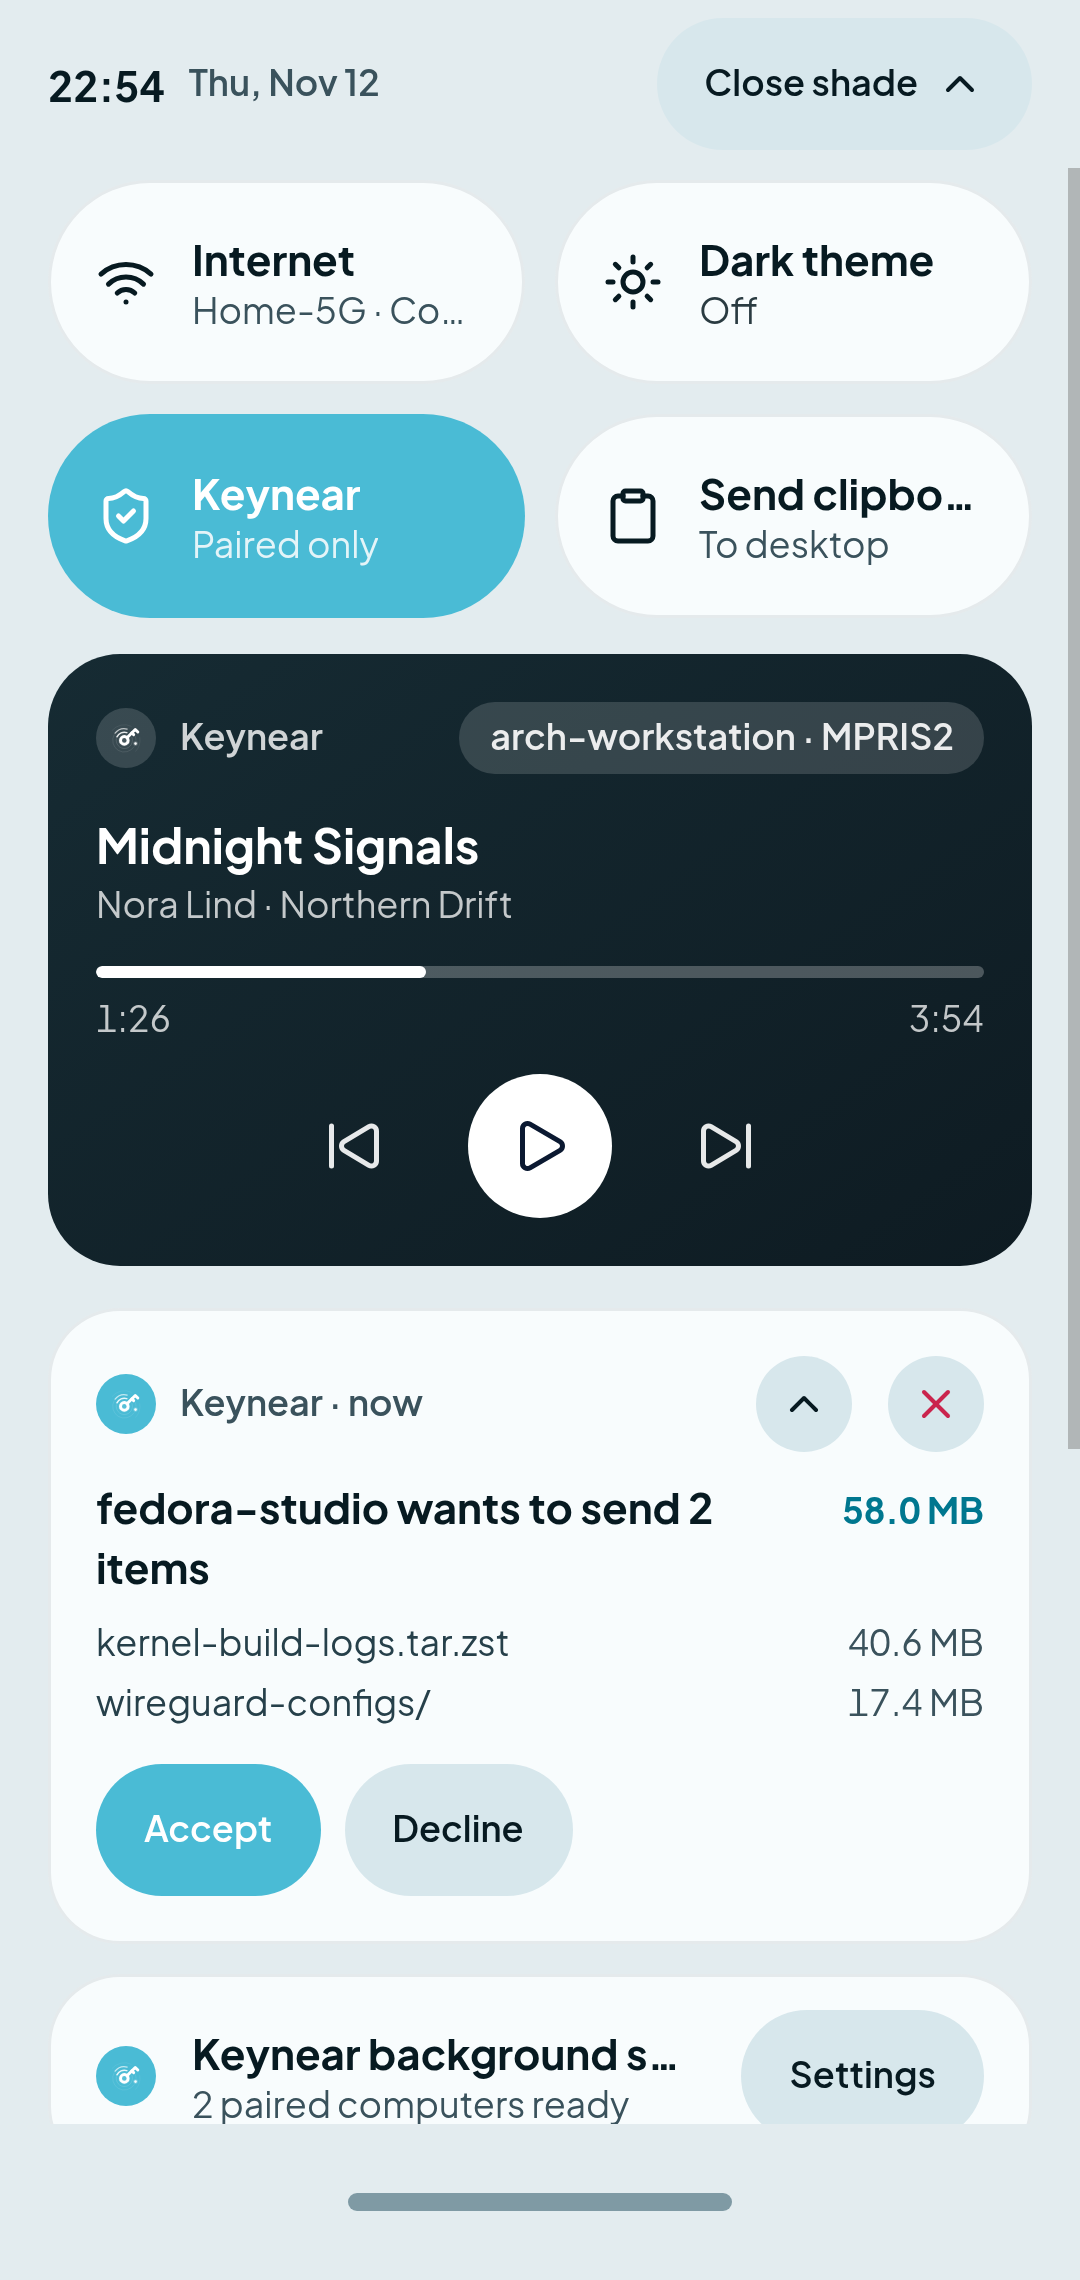 22:54 Thu, Nov 12
Close shade
Internet
Home-5G · Co...
Dark theme
Off
Keynear
Paired only
Send clipbo...
To desktop
Keynear
arch-workstation · MPRIS2
Midnight Signals
Nora Lind · Northern Drift
1:26
3:54
Keynear · now
fedora-studio wants to send 2
items
58.0 MB
kernel-build-logs.tar.zst
40.6 MB
wireguard-configs/
17.4 MB
Accept
Decline
Keynear background s...
2 paired computers ready
Settings